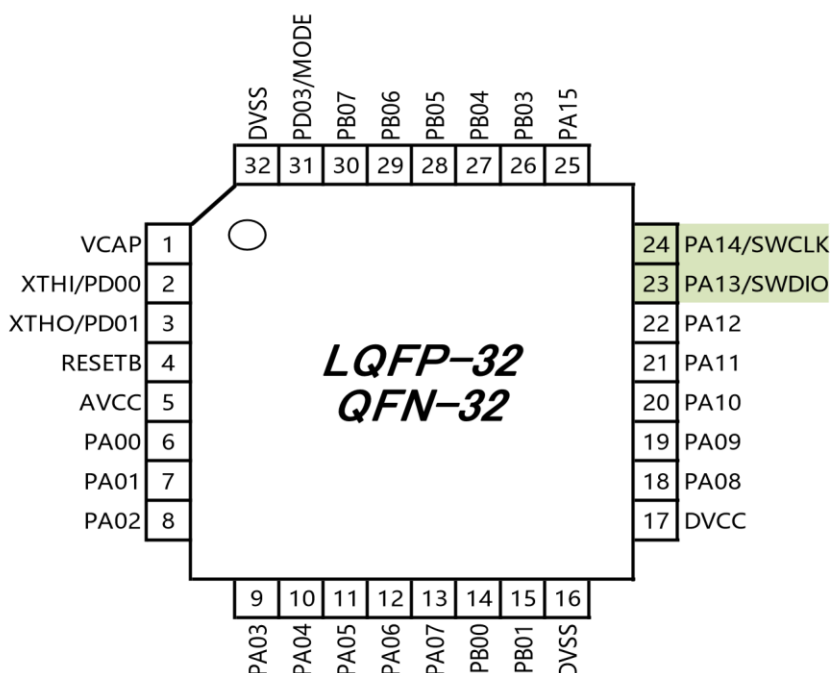 DVSS
PD03/MODE
PB07
PB06
PB05
PB04
PB03
PA15
32 31 30 29 28 27 26 25
VCAP 1
XTHI/PD00 2
XTHO/PD01 3
RESETB 4
AVCC 5
PA00 6
PA01 7
PA02 8
LQFP-32
QFN-32
24 PA14/SWCLK
23 PA13/SWDIO
22 PA12
21 PA11
20 PA10
19 PA09
18 PA08
17 DVCC
9 10 11 12 13 14 15 16
PA03
PA04
PA05
PA06
PA07
PB00
PB01
DVSS